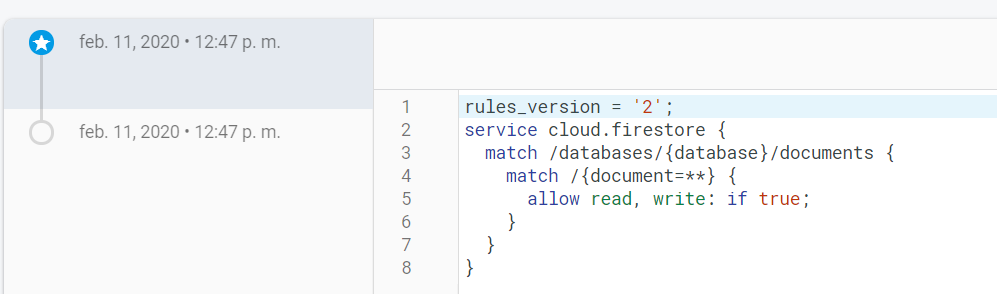 feb. 11, 2020 • 12:47 p. m.
feb. 11, 2020 • 12:47 p. m.
1 rules_version = '2';
2 service cloud.firestore {
3   match /databases/{database}/documents {
4     match /{document=**} {
5       allow read, write: if true;
6     }
7   }
8 }